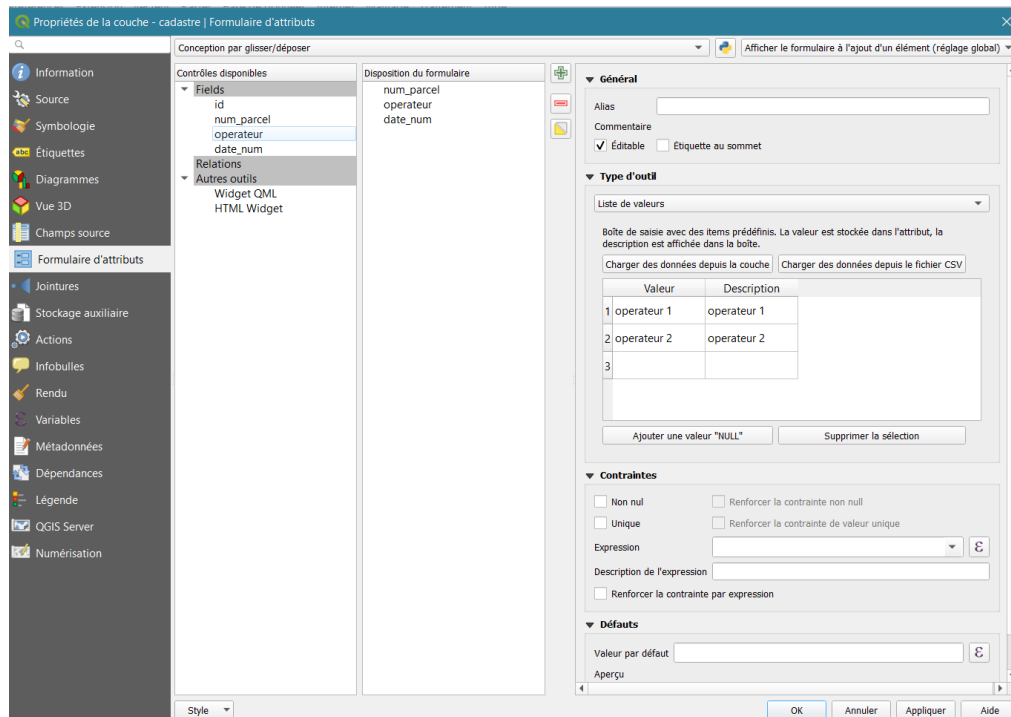 Propriétés de la couche - cadastre | Formulaire d'attributs
Conception par glisser/déposer
Afficher le formulaire à l'ajout d'un élément (réglage global)
Information
Source
Symbologie
abc Étiquettes
Diagrammes
Vue 3D
Champs source
Formulaire d'attributs
Jointures
Stockage auxiliaire
Actions
Infobulles
Rendu
Variables
Métadonnées
Dépendances
Légende
QGIS Server
Numérisation
Contrôles disponibles
Fields
id
num_parcel
operateur
date_num
Relations
Autres outils
Widget QML
HTML Widget
Disposition du formulaire
num_parcel
operateur
date_num
Général
Alias
Commentaire
Éditable Étiquette au sommet
Type d'outil
Liste de valeurs
Boîte de saisie avec des items prédéfinis. La valeur est stockée dans l'attribut, la
description est affichée dans la boîte.
Charger des données depuis la couche Charger des données depuis le fichier CSV
Valeur Description
1 operateur 1 operateur 1
2 operateur 2 operateur 2
3
Ajouter une valeur "NULL" Supprimer la sélection
Contraintes
Non nul Renforcer la contrainte non null
Unique Renforcer la contrainte de valeur unique
Expression ε
Description de l'expression
Renforcer la contrainte par expression
Défauts
Valeur par défaut ε
Aperçu
Style OK Annuler Appliquer Aide